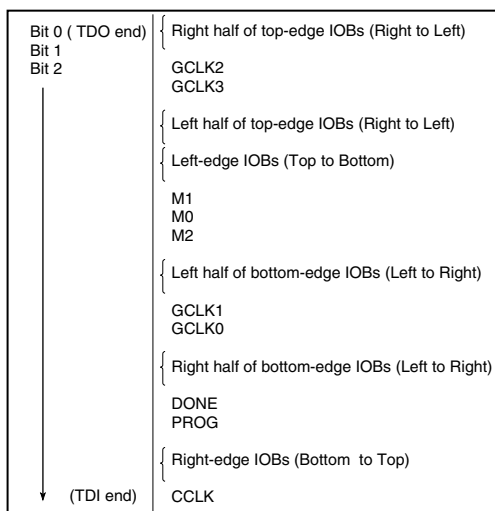 Bit 0 ( TDO end)
Bit 1
Bit 2
Right half of top-edge IOBs (Right to Left)
GCLK2
GCLK3
Left half of top-edge IOBs (Right to Left)
Left-edge IOBs (Top to Bottom)
M1
M0
M2
Left half of bottom-edge IOBs (Left to Right)
GCLK1
GCLK0
Right half of bottom-edge IOBs (Left to Right)
DONE
PROG
Right-edge IOBs (Bottom to Top)
(TDI end)
CCLK